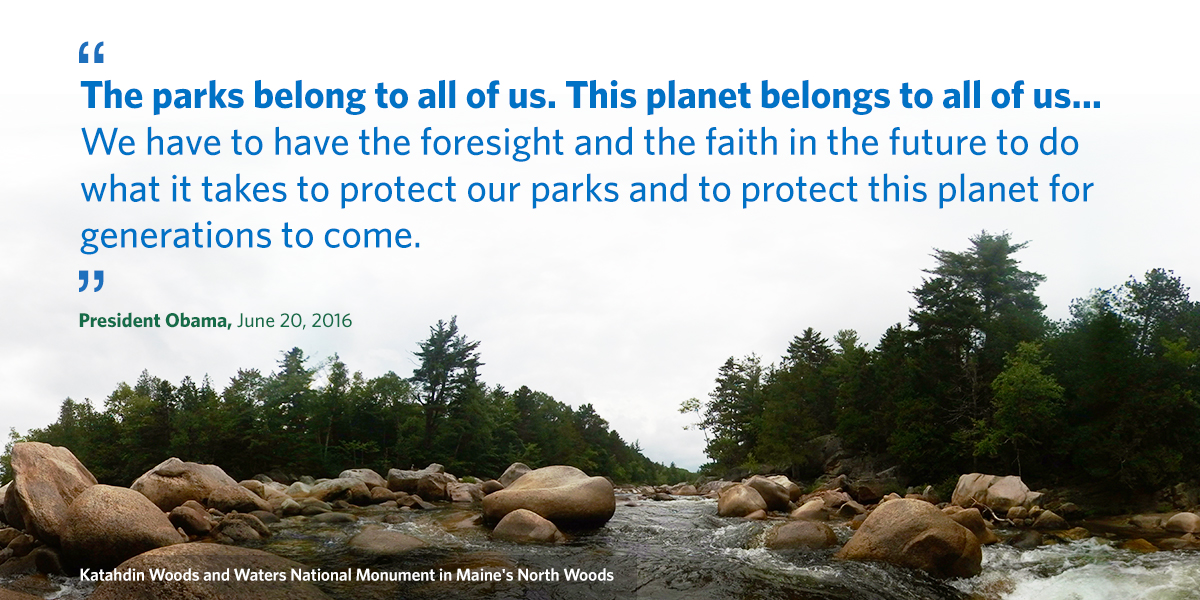 “
The parks belong to all of us. This planet belongs to all of us...
We have to have the foresight and the faith in the future to do
what it takes to protect our parks and to protect this planet for
generations to come.
”
President Obama, June 20, 2016
Katahdin Woods and Waters National Monument in Maine's North Woods